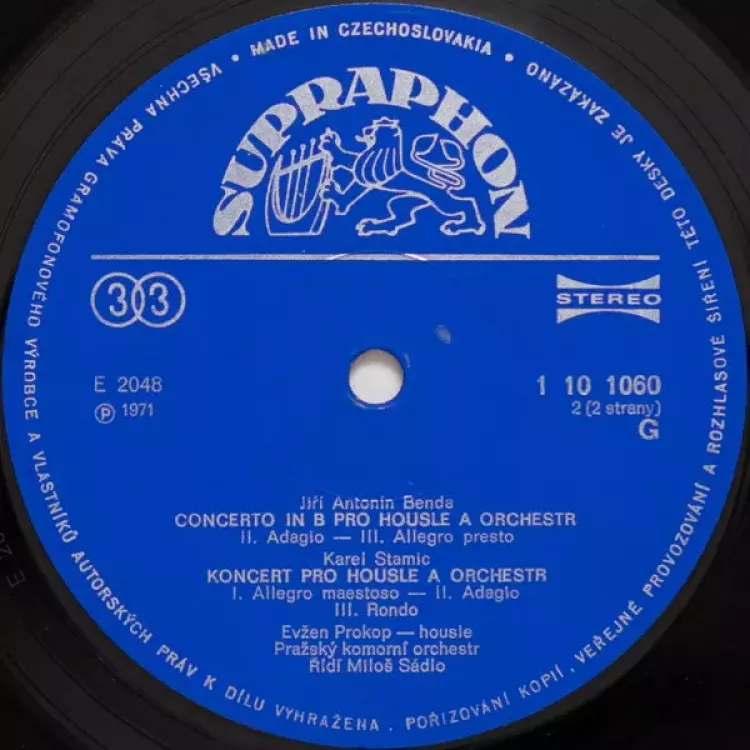 VŠECHNA PRÁVA GRAMOFONOVÉHO VÝROBCE A VLASTNÍKŮ AUTORSKÝCH PRÁV K DÍLU VYHRAŽENA . POŘIZOVÁNÍ KOPIÍ , VEŘEJNÉ PROVOZOVÁNÍ A ROZHLASOVÉ ŠÍŘENÍ TÉTO DESKY JE ZAKÁZÁNO • MADE IN CZECHOSLOVAKIA •
SUPRAPHON
33
STEREO
E 2048
1 10 1060
℗ 1971
2 (2 strany)
G
Jiří Antonín Benda
CONCERTO IN B PRO HOUSLE A ORCHESTR
II. Adagio — III. Allegro presto
Karel Stamic
KONCERT PRO HOUSLE A ORCHESTR
I. Allegro maestoso — II. Adagio
III. Rondo
Evžen Prokop — housle
Pražský komorní orchestr
Řídí Miloš Sádlo